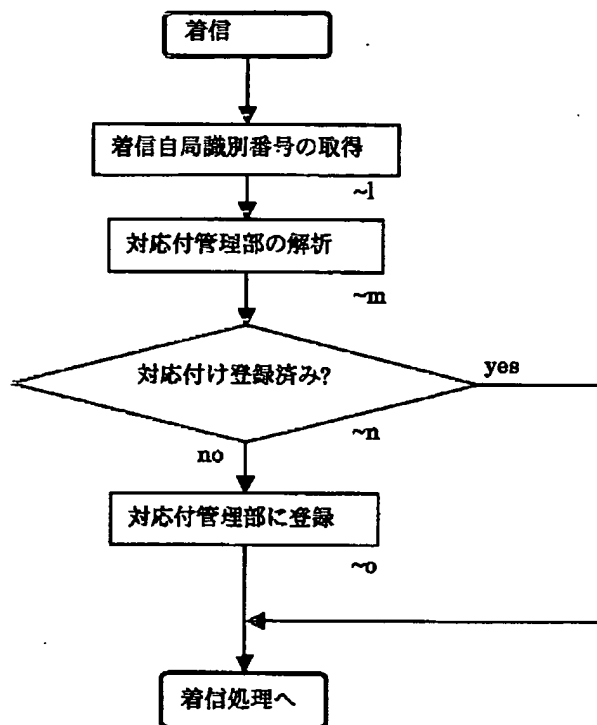 着信
着信自局識別番号の取得
~l
対応付管理部の解析
~m
対応付け登録済み?
yes
~n
no
対応付管理部に登録
~o
着信処理へ